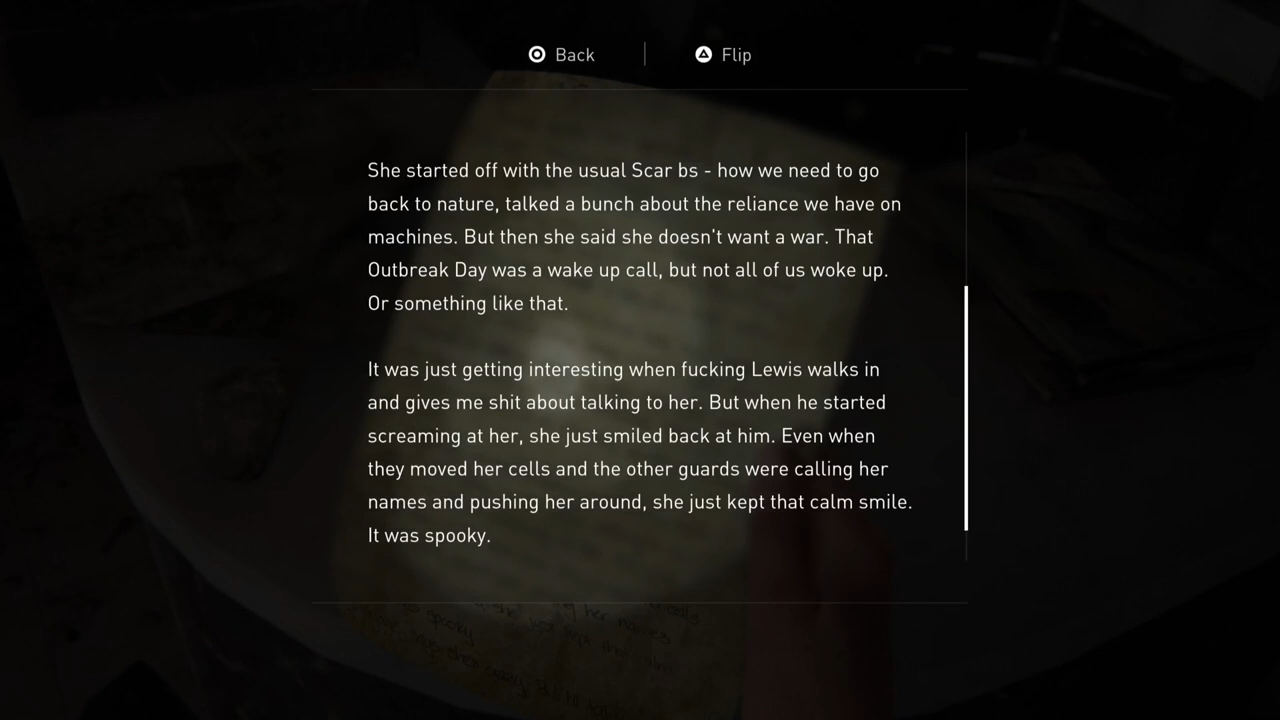 Back
Flip
She started off with the usual Scar bs - how we need to go
back to nature, talked a bunch about the reliance we have on
machines. But then she said she doesn't want a war. That
Outbreak Day was a wake up call, but not all of us woke up.
Or something like that.
It was just getting interesting when fucking Lewis walks in
and gives me shit about talking to her. But when he started
screaming at her, she just smiled back at him. Even when
they moved her cells and the other guards were calling her
names and pushing her around, she just kept that calm smile.
It was spooky.
her names
spooky